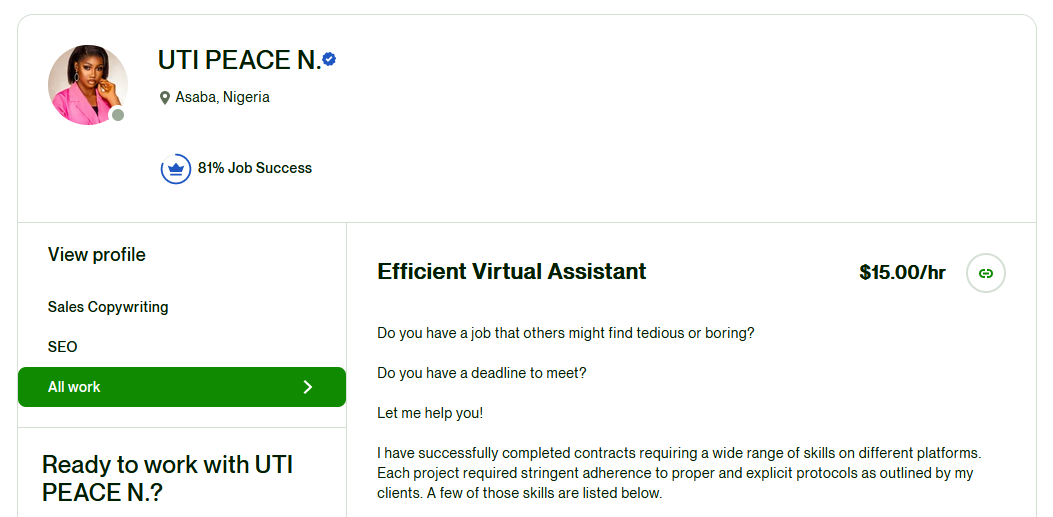 UTI PEACE N.
Asaba, Nigeria
81% Job Success
View profile
Sales Copywriting
SEO
All work
Ready to work with UTI
PEACE N.?
Efficient Virtual Assistant
$15.00/hr
Do you have a job that others might find tedious or boring?
Do you have a deadline to meet?
Let me help you!
I have successfully completed contracts requiring a wide range of skills on different platforms.
Each project required stringent adherence to proper and explicit protocols as outlined by my
clients. A few of those skills are listed below.